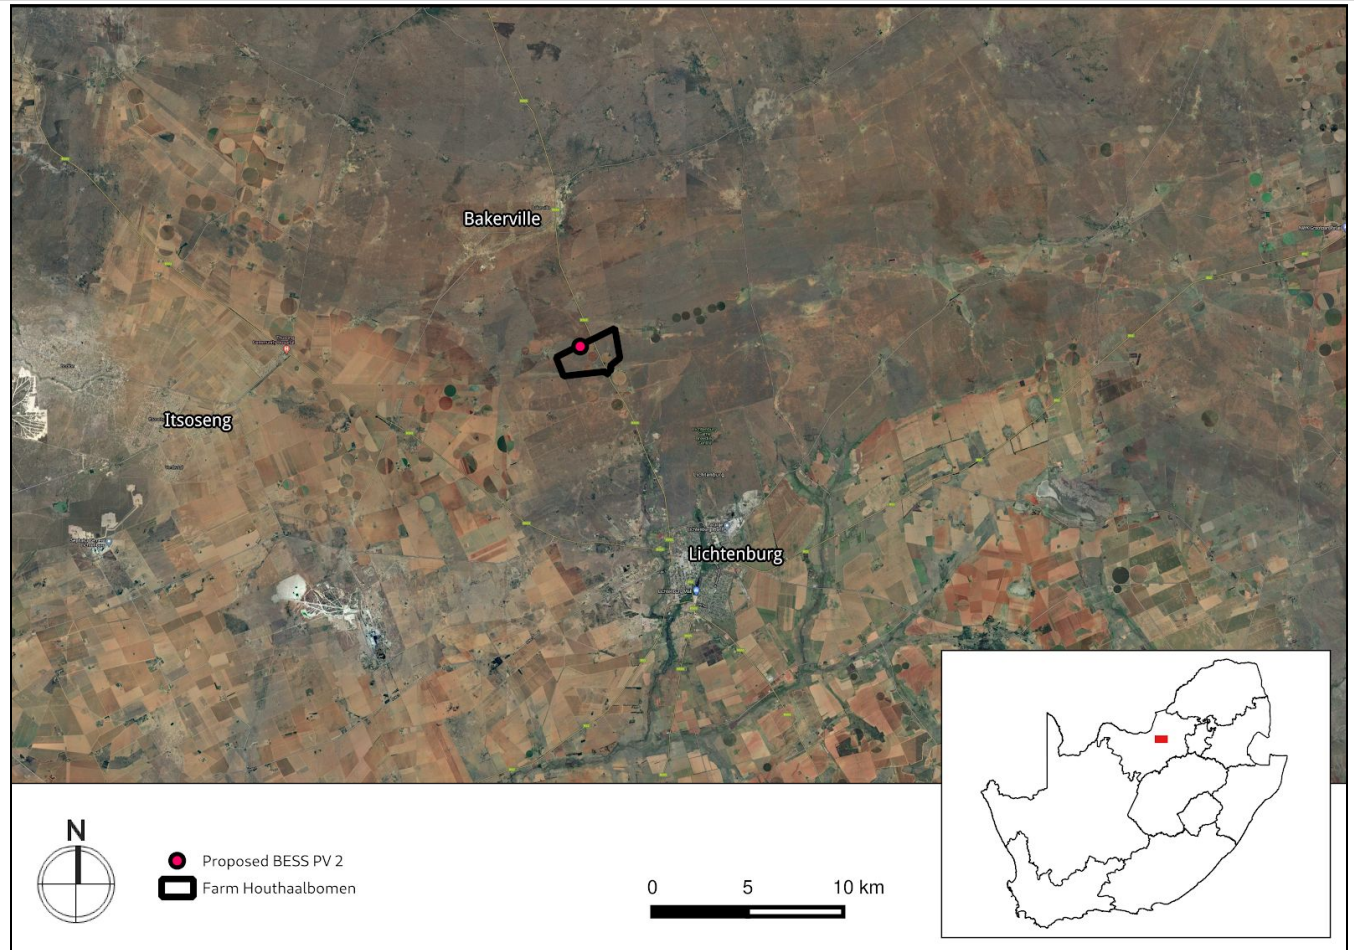 Bakerville
Itsoseng
Lichtenburg
N
Proposed BESS PV 2
Farm Houthaalbomen
0 5 10 km